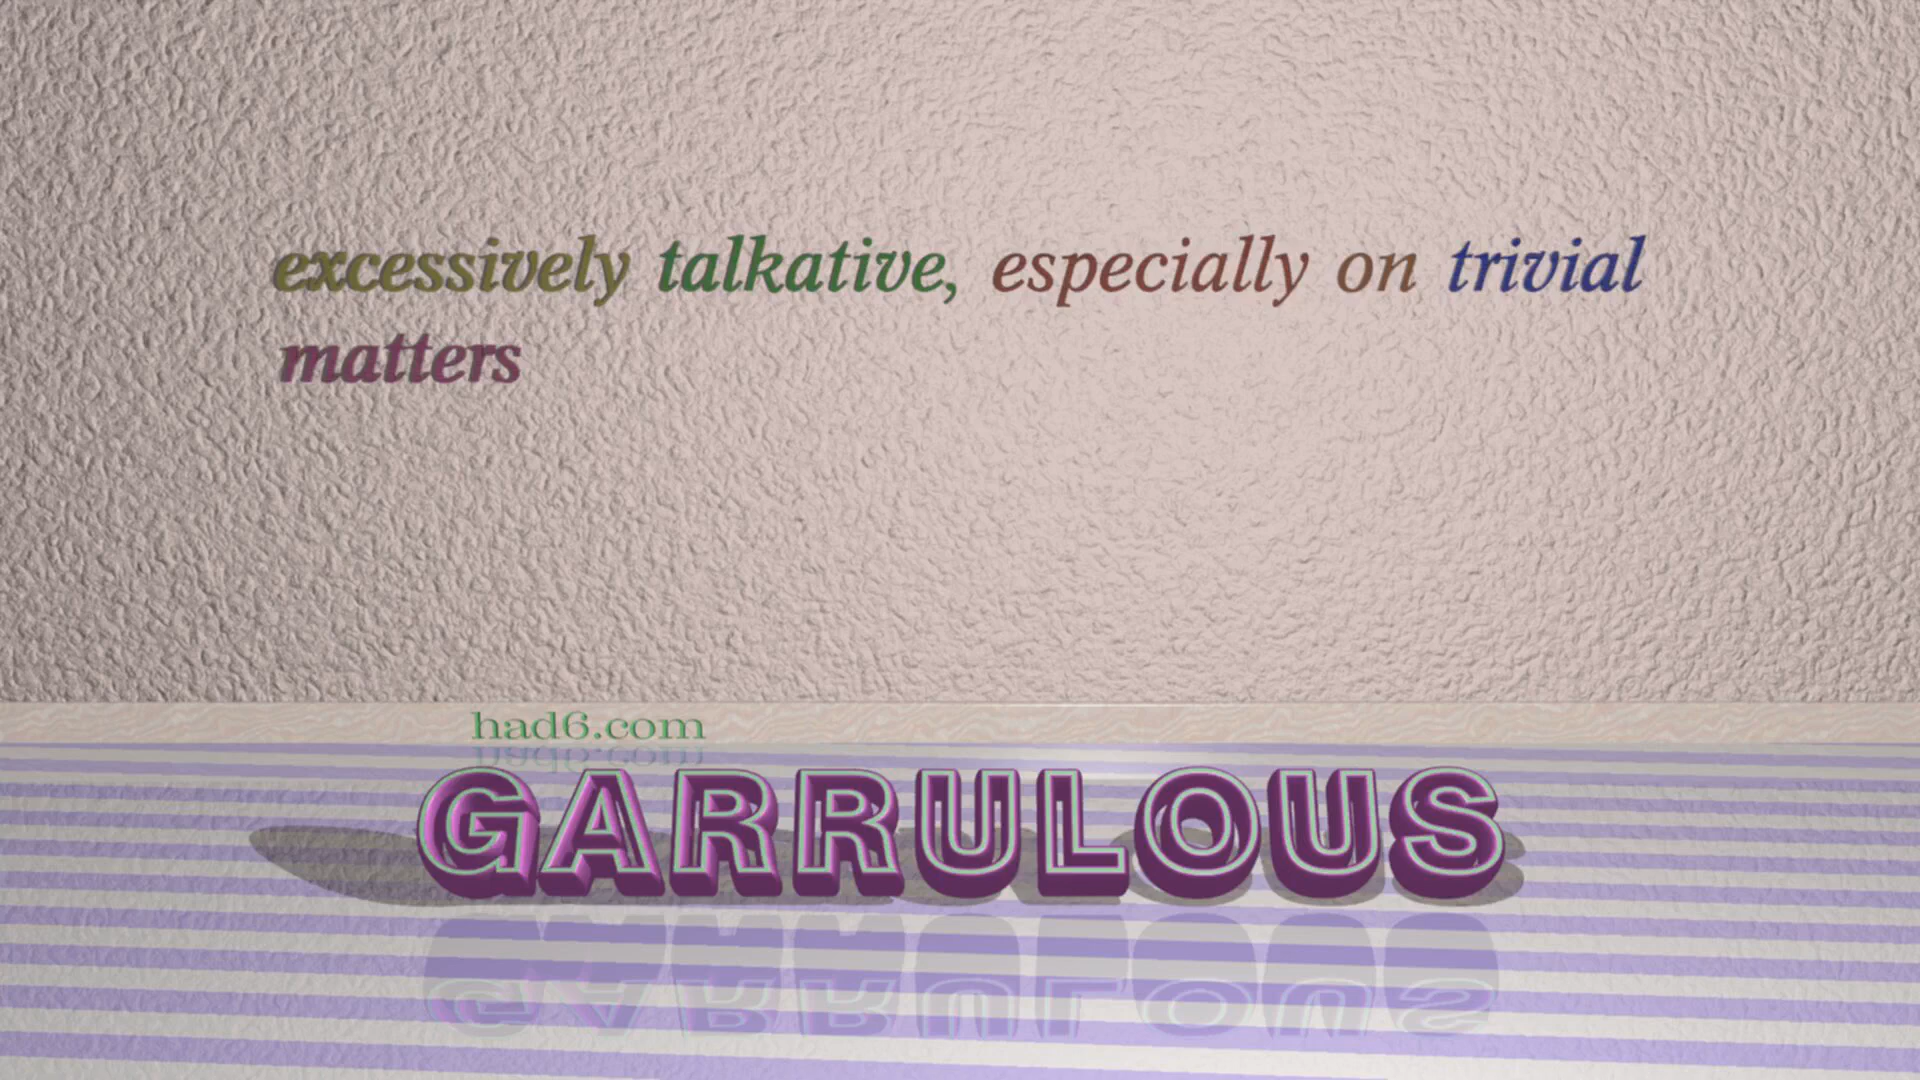 excessively talkative, especially on trivial
matters
had6.com
GARRULOUS